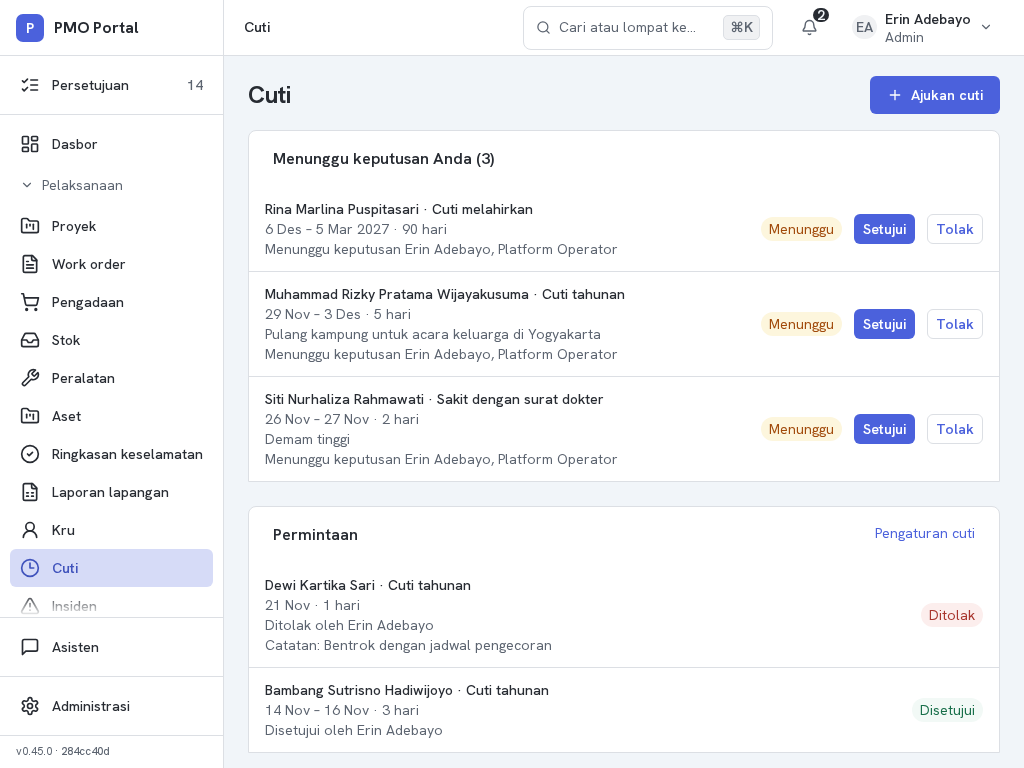 P PMO Portal
Persetujuan 14
Dasbor
Pelaksanaan
Proyek
Work order
Pengadaan
Stok
Peralatan
Aset
Ringkasan keselamatan
Laporan lapangan
Kru
Cuti
Insiden
Asisten
Administrasi
v0.45.0 · 284cc40d
Cuti
Cari atau lompat ke... ⌘K
2
EA
Erin Adebayo
Admin
Cuti
Ajukan cuti
Menunggu keputusan Anda (3)
Rina Marlina Puspitasari · Cuti melahirkan
6 Des – 5 Mar 2027 · 90 hari
Menunggu keputusan Erin Adebayo, Platform Operator
Menunggu Setujui Tolak
Muhammad Rizky Pratama Wijayakusuma · Cuti tahunan
29 Nov – 3 Des · 5 hari
Pulang kampung untuk acara keluarga di Yogyakarta
Menunggu keputusan Erin Adebayo, Platform Operator
Menunggu Setujui Tolak
Siti Nurhaliza Rahmawati · Sakit dengan surat dokter
26 Nov – 27 Nov · 2 hari
Demam tinggi
Menunggu keputusan Erin Adebayo, Platform Operator
Menunggu Setujui Tolak
Permintaan Pengaturan cuti
Dewi Kartika Sari · Cuti tahunan
21 Nov · 1 hari
Ditolak oleh Erin Adebayo
Catatan: Bentrok dengan jadwal pengecoran
Ditolak
Bambang Sutrisno Hadiwijoyo · Cuti tahunan
14 Nov – 16 Nov · 3 hari
Disetujui oleh Erin Adebayo
Disetujui